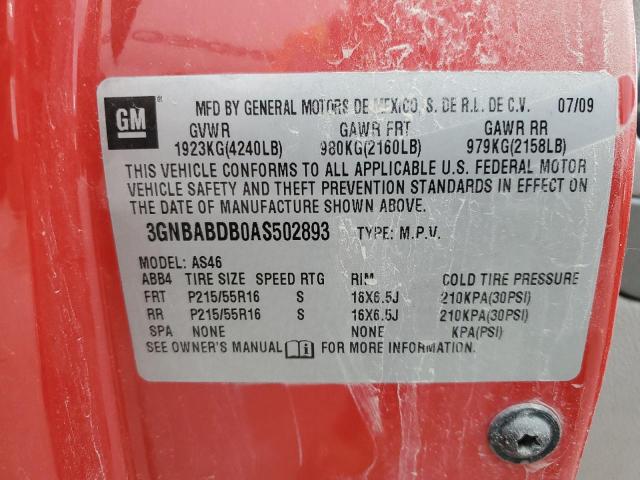 GM ® MFD BY GENERAL MOTORS DE MEXICO, S. DE R.L. DE C.V. 07/09
GVWR GAWR FRT GAWR RR
1923KG(4240LB) 980KG(2160LB) 979KG(2158LB)
THIS VEHICLE CONFORMS TO ALL APPLICABLE U.S. FEDERAL MOTOR
VEHICLE SAFETY AND THEFT PREVENTION STANDARDS IN EFFECT ON
THE DATE OF MANUFACTURE SHOWN ABOVE.
3GNBABDB0AS502893 TYPE: M.P.V.
MODEL: AS46
ABB4 TIRE SIZE SPEED RTG RIM COLD TIRE PRESSURE
FRT P215/55R16 S 16X6.5J 210KPA(30PSI)
RR P215/55R16 S 16X6.5J 210KPA(30PSI)
SPA NONE NONE KPA(PSI)
SEE OWNER'S MANUAL FOR MORE INFORMATION